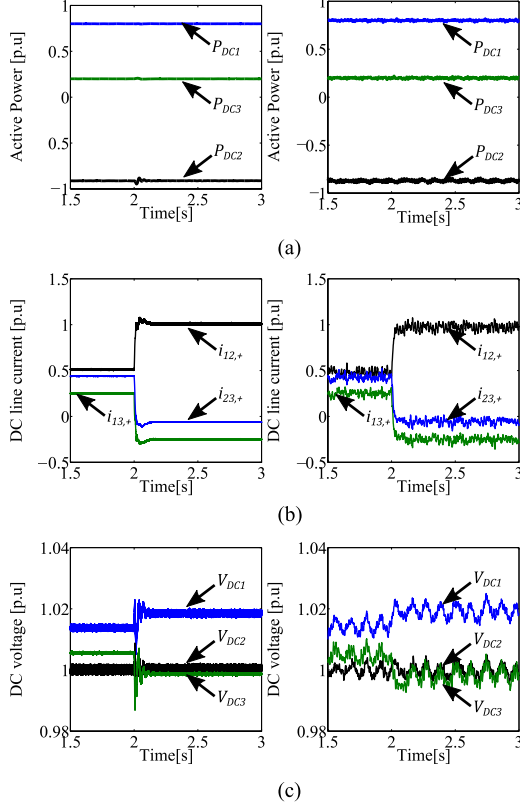 Active Power [p.u]
1
0.5
0
0.5
−1
P_DC1
P_DC3
P_DC2
1.5 2 2.5 3
Time[s]
Active Power [p.u]
1
0.5
0
0.5
−1
P_DC1
P_DC3
P_DC2
1.5 2 2.5 3
Time[s]
(a)
DC line current [p.u]
1.5
1
0.5
0
−0.5
i_12,+
i_23,+
i_13,+
1.5 2 2.5 3
Time[s]
DC line current [p.u]
1.5
1
0.5
0
−0.5
i_12,+
i_23,+
i_13,+
1.5 2 2.5 3
Time[s]
(b)
DC voltage [p.u]
1.04
1.02
1
0.98
V_DC1
V_DC2
V_DC3
1.5 2 2.5 3
Time[s]
DC voltage [p.u]
1.04
1.02
1
0.98
V_DC1
V_DC2
V_DC3
1.5 2 2.5 3
Time[s]
(c)